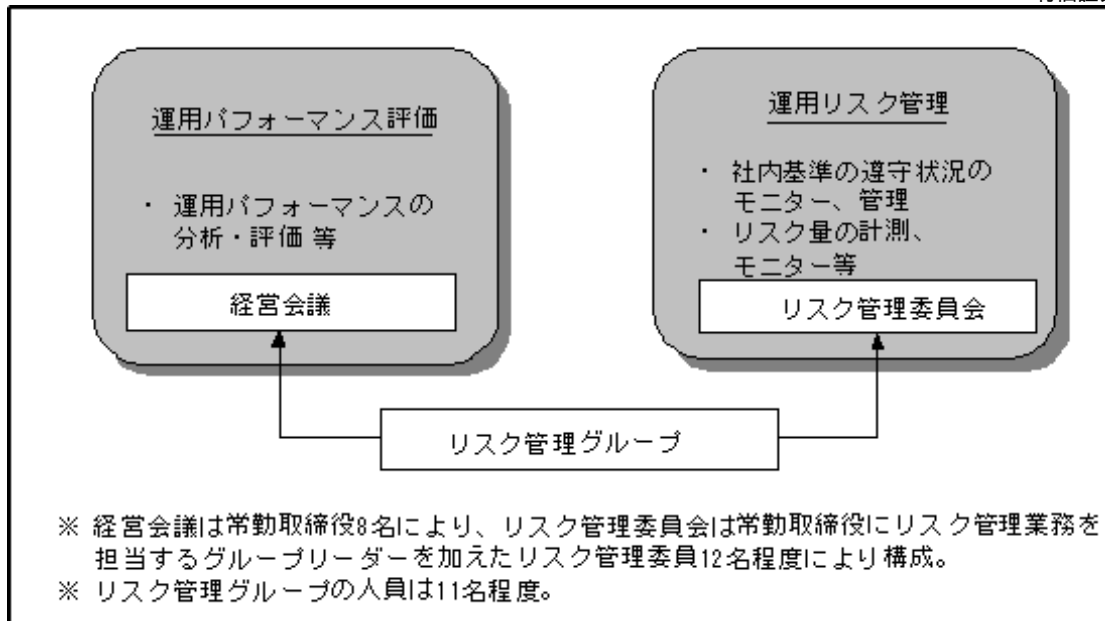 運用パフォーマンス評価
・ 運用パフォーマンスの
分析・評価 等
経営会議
運用リスク管理
・ 社内基準の遵守状況の
モニター、管理
・ リスク量の計測、
モニター等
リスク管理委員会
リスク管理グループ
※ 経営会議は常勤取締役8名により、リスク管理委員会は常勤取締役にリスク管理業務を
担当するグループリーダーを加えたリスク管理委員12名程度により構成。
※ リスク管理グループの人員は11名程度。